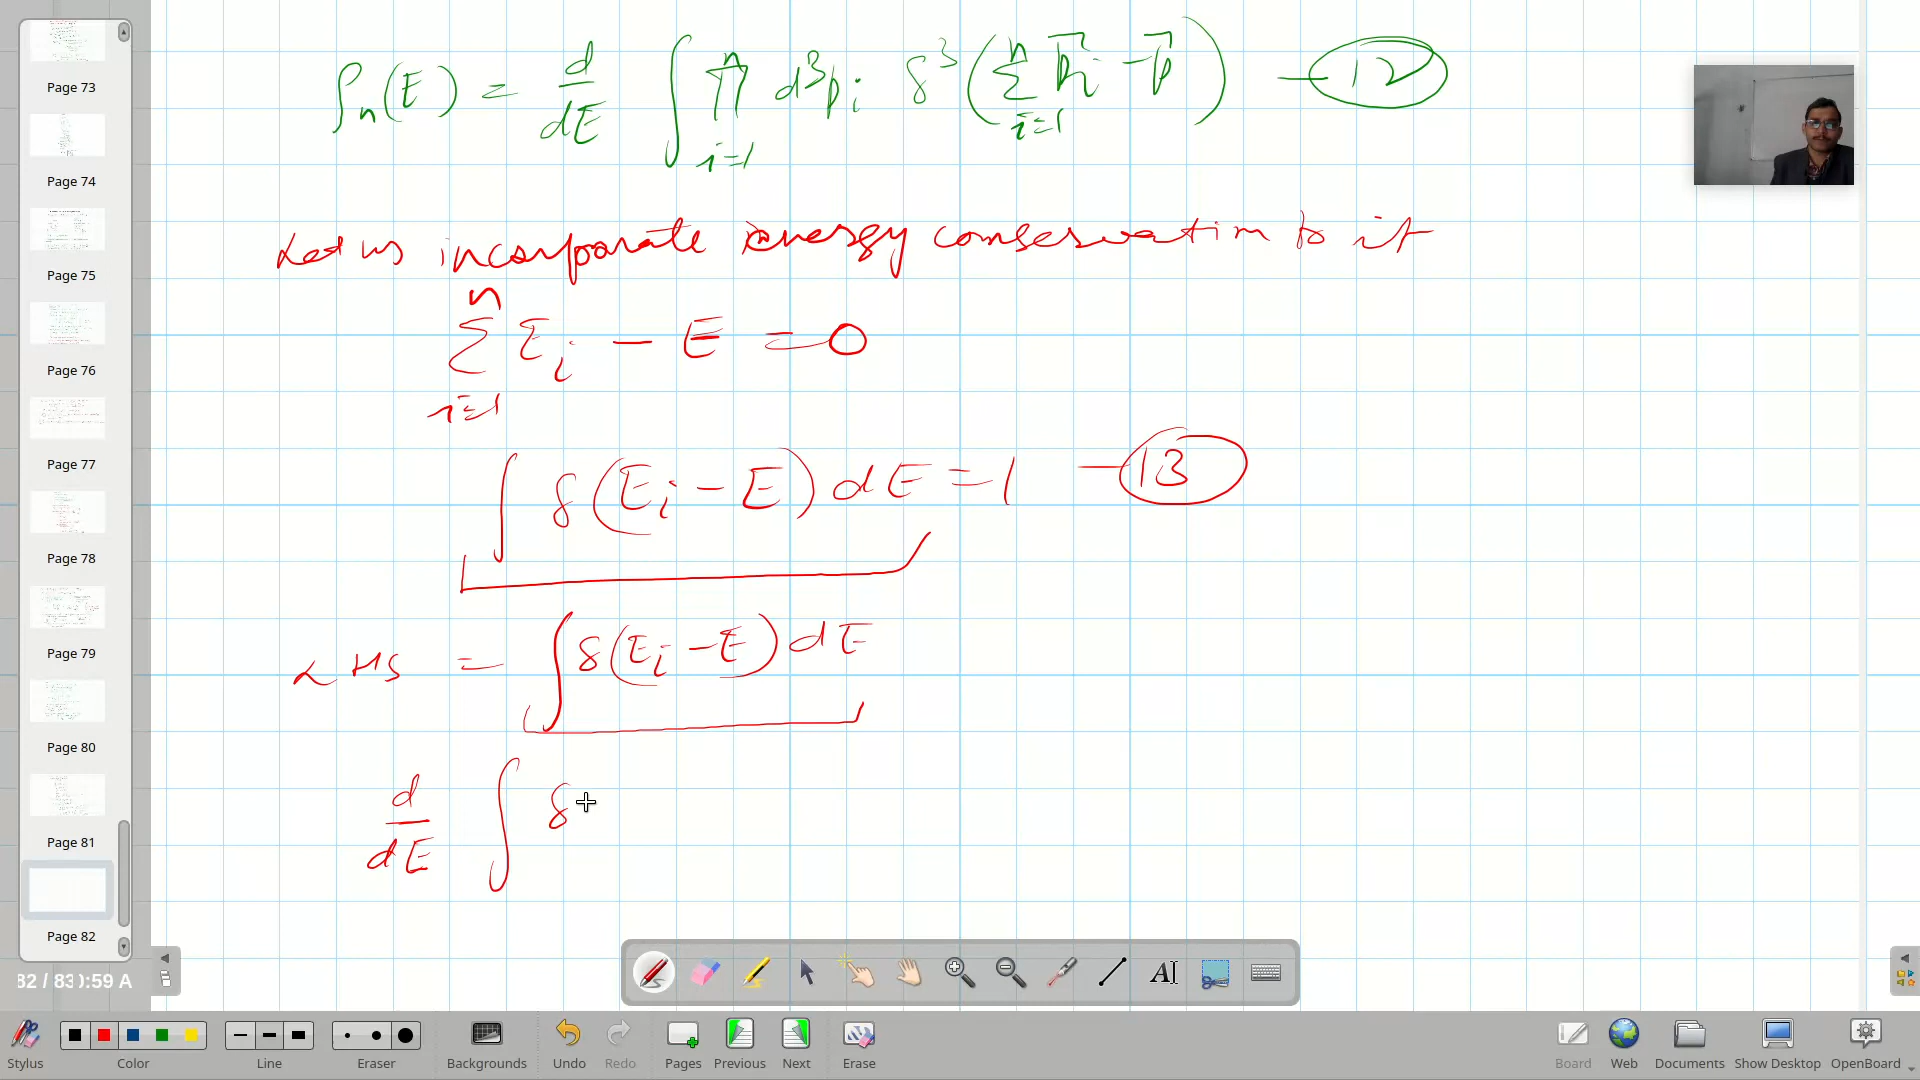 ρn(E) = d/dE ∫ ∏_{i=1}^{n} d³pᵢ δ³(∑_{i=1}^{n} p⃗ᵢ − p⃗) — 12
Let us incorporate energy conservation to it
∑_{i=1}^{n} Eᵢ − E = 0
∫ δ(Eᵢ − E) dE = 1 — 13
LHS = ∫ δ(Eᵢ − E) dE
d/dE ∫ δ
Page 73
Page 74
Page 75
Page 76
Page 77
Page 78
Page 79
Page 80
Page 81
Page 82
82 / 83
:59 A
Stylus
Color
Line
Eraser
Backgrounds
Undo
Redo
Pages
Previous
Next
Erase
Board
Web
Documents
Show Desktop
OpenBoard